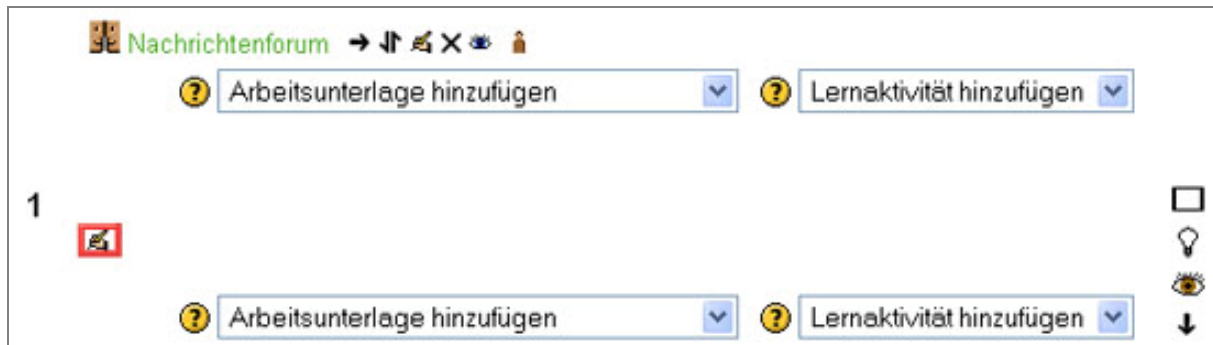 Nachrichtenforum
Arbeitsunterlage hinzufügen Lernaktivität hinzufügen
1
Arbeitsunterlage hinzufügen Lernaktivität hinzufügen